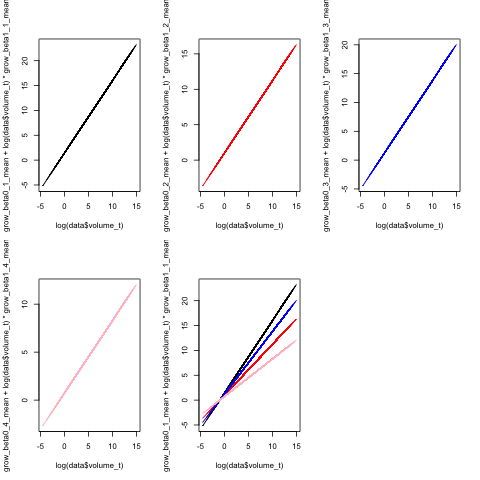 grow_beta0_1_mean + log(data$volume_t) * grow_beta1_1_mean
-5 0 5 10 15 20
-5 0 5 10 15
log(data$volume_t)
grow_beta0_2_mean + log(data$volume_t) * grow_beta1_2_mean
0 5 10 15
-5 0 5 10 15
log(data$volume_t)
grow_beta0_3_mean + log(data$volume_t) * grow_beta1_3_mean
-5 0 5 10 15 20
-5 0 5 10 15
log(data$volume_t)
grow_beta0_4_mean + log(data$volume_t) * grow_beta1_4_mean
0 5 10
-5 0 5 10 15
log(data$volume_t)
grow_beta0_1_mean + log(data$volume_t) * grow_beta1_1_mean
-5 0 5 10 15 20
-5 0 5 10 15
log(data$volume_t)